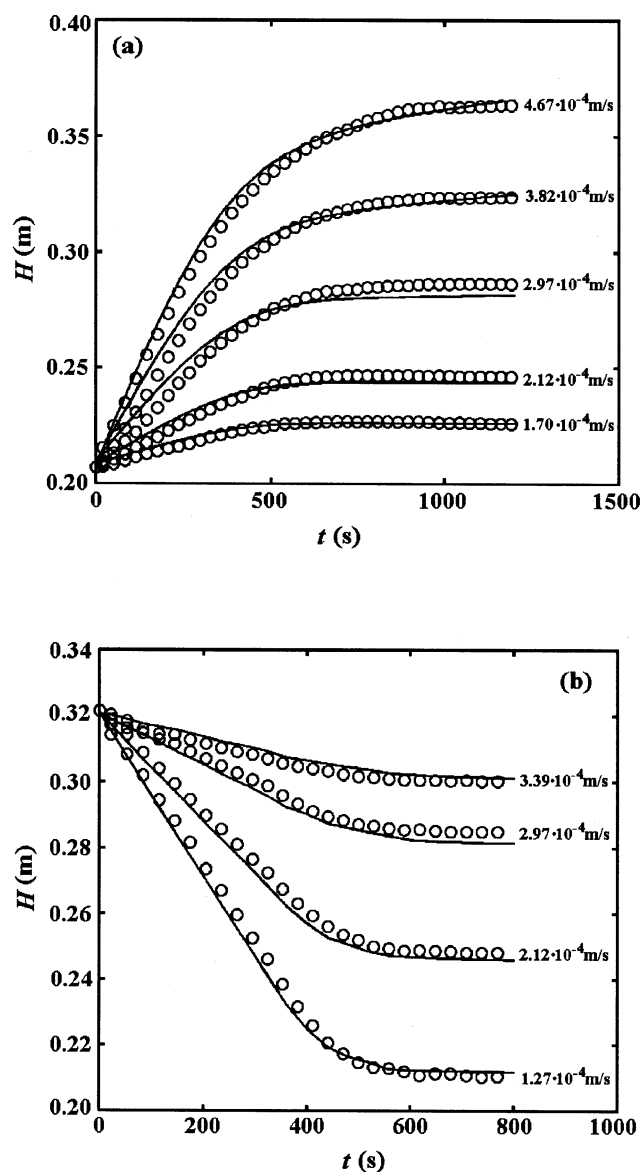 0.40
(a)
4.67·10⁻⁴m/s
0.35
3.82·10⁻⁴m/s
H (m)
0.30
2.97·10⁻⁴m/s
0.25
2.12·10⁻⁴m/s
1.70·10⁻⁴m/s
0.20
0 500 1000 1500
t (s)
0.34
(b)
0.32
3.39·10⁻⁴m/s
0.30
2.97·10⁻⁴m/s
H (m)
0.28
0.26
2.12·10⁻⁴m/s
0.24
0.22
1.27·10⁻⁴m/s
0.20
0 200 400 600 800
t (s)